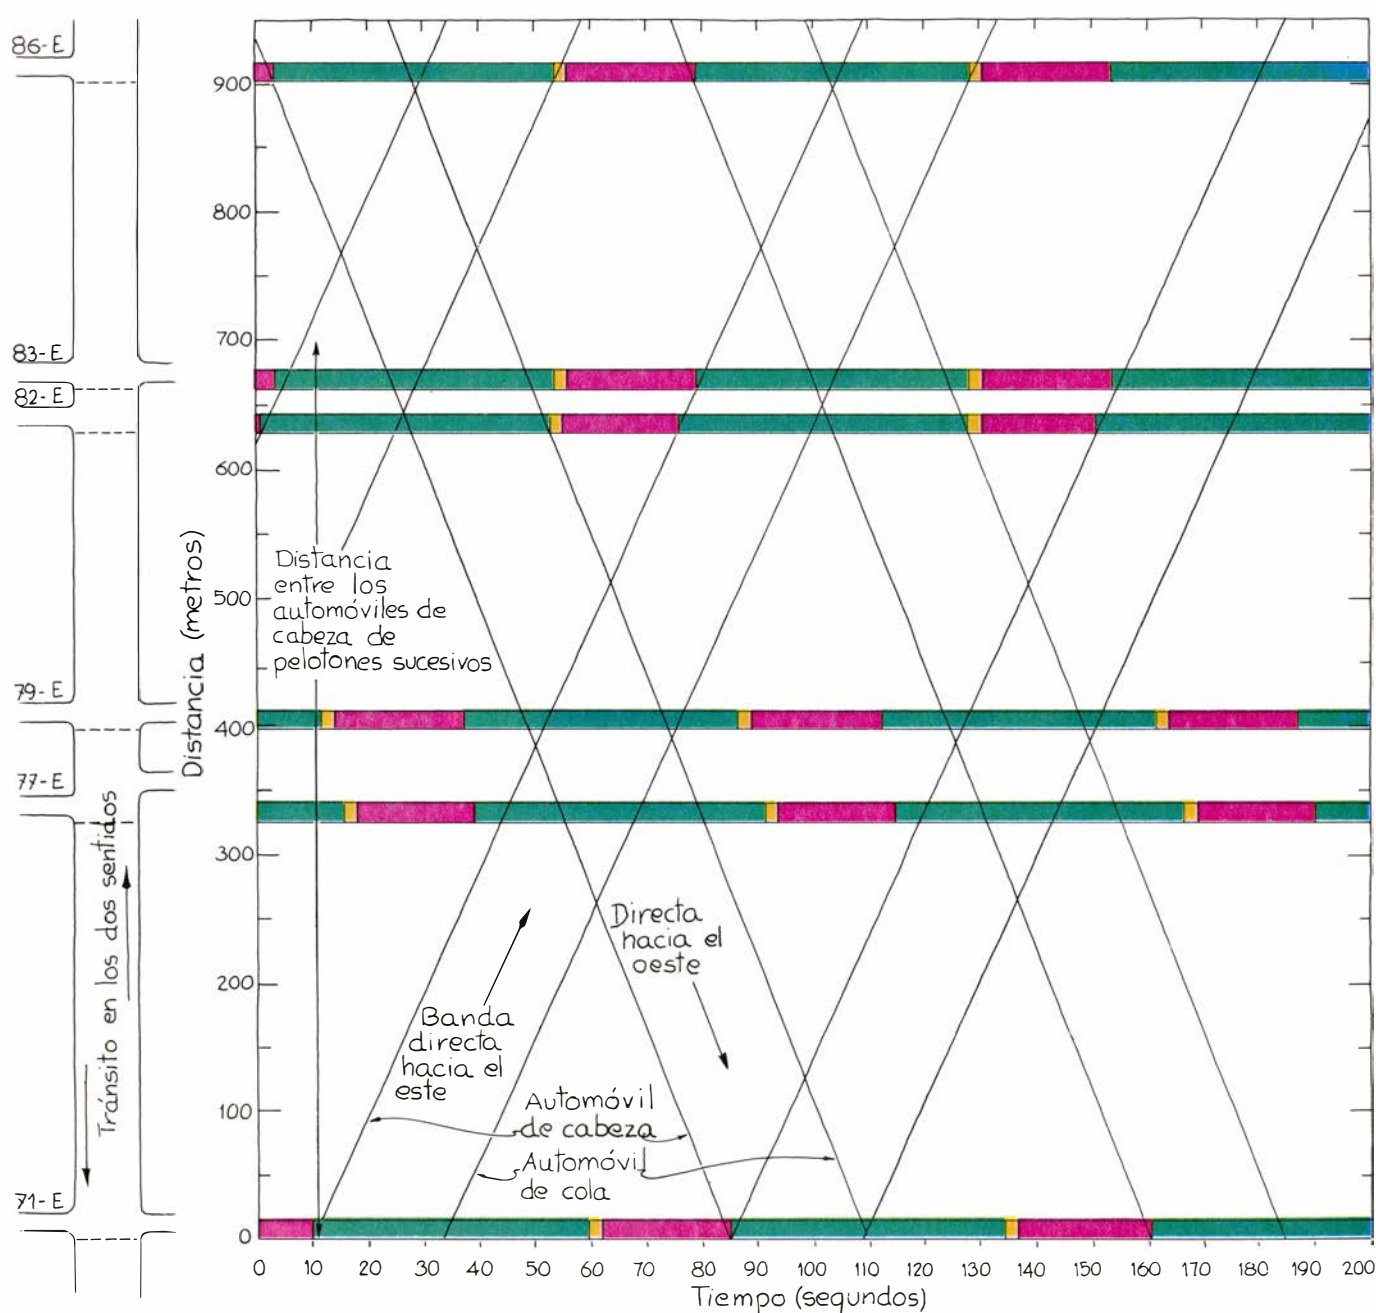 86-E
83-E
82-E
79-E
77-E
71-E
Tránsito en los dos sentidos
Distancia (metros)
900
800
700
600
500
400
300
200
100
0
Distancia
entre los
automóviles de
cabeza de
pelotones sucesivos
Directa
hacia el
oeste
Banda
directa
hacia el
este
Automóvil
de cabeza
Automóvil
de cola
0 10 20 30 40 50 60 70 80 90 100 110 120 130 140 150 160 170 180 190 200
Tiempo (segundos)